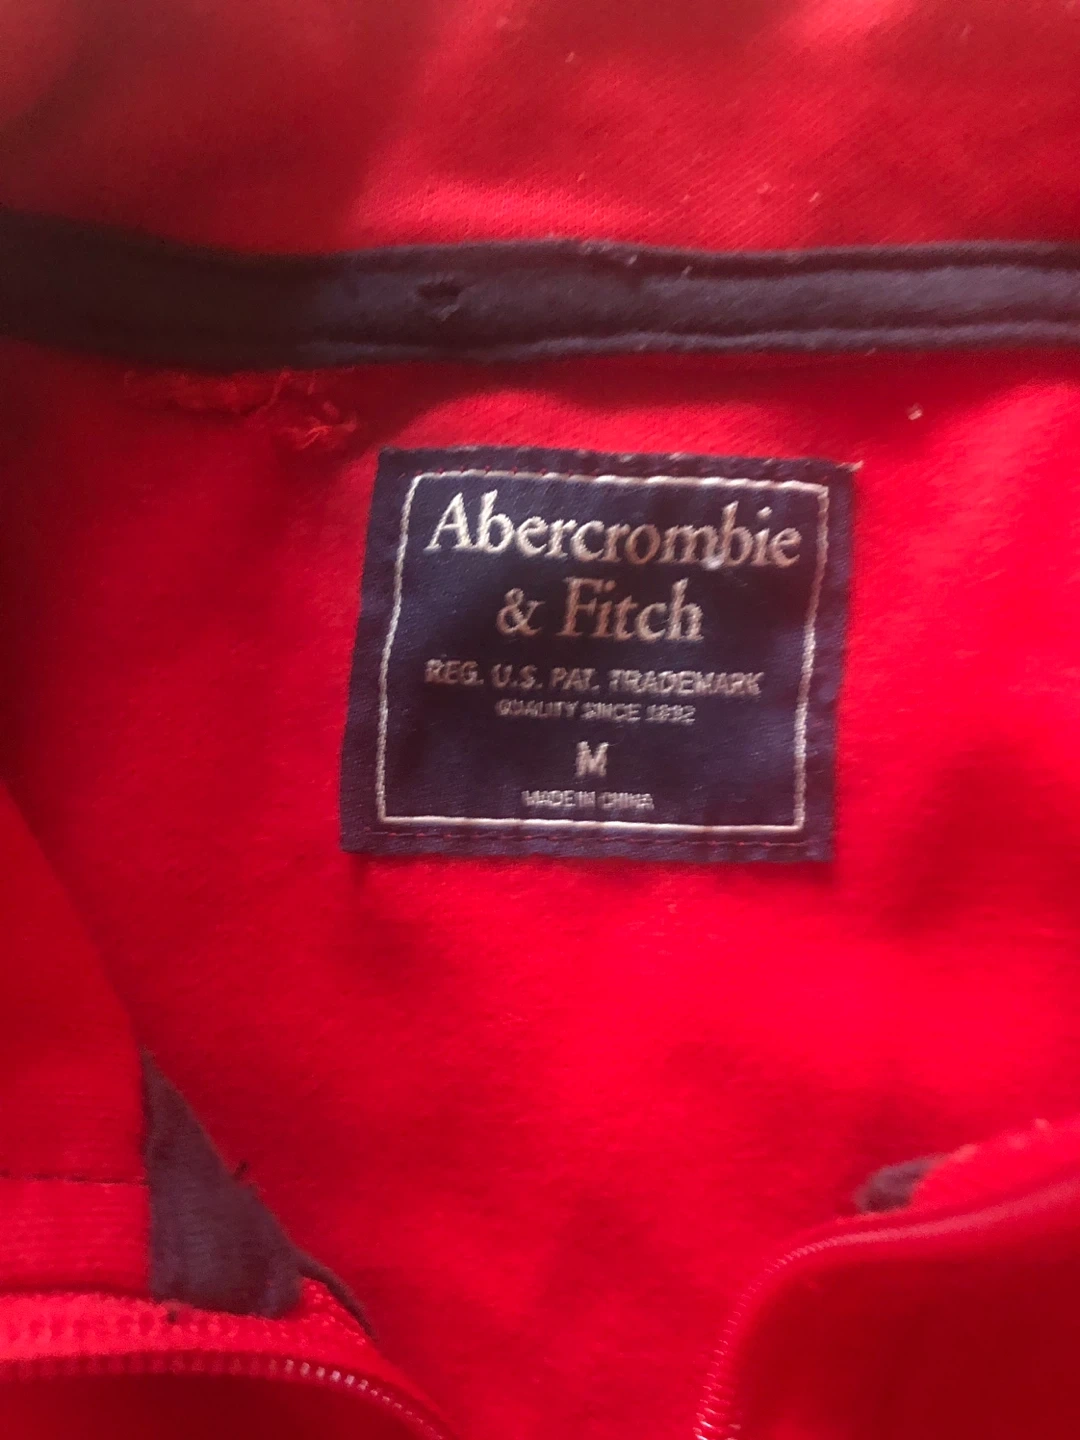 Abercrombie
& Fitch
REG. U.S. PAT. TRADEMARK
QUALITY SINCE 1892
M
MADE IN CHINA